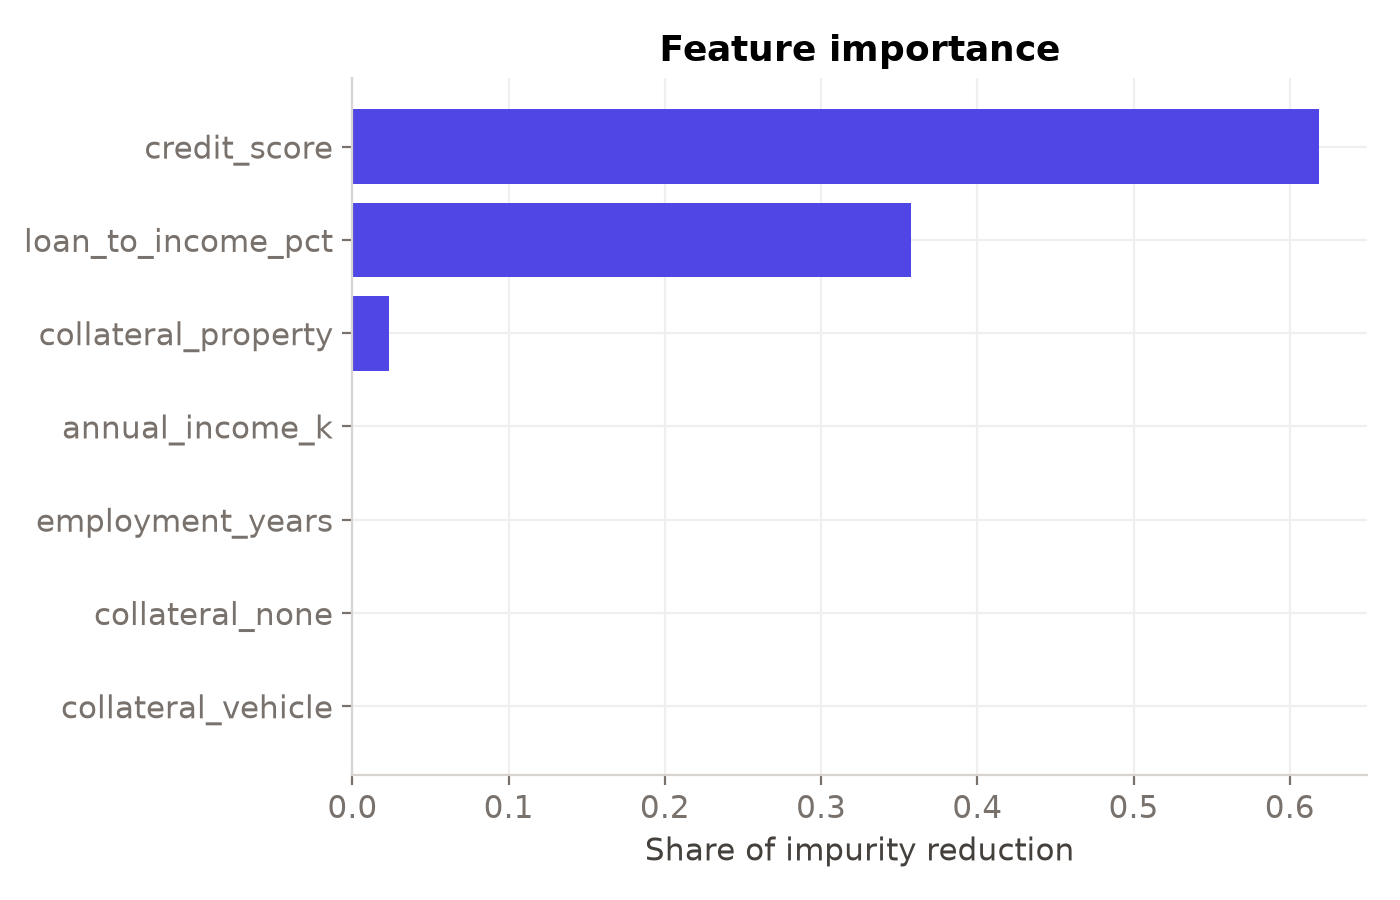 Feature importance
credit_score
loan_to_income_pct
collateral_property
annual_income_k
employment_years
collateral_none
collateral_vehicle
0.0 0.1 0.2 0.3 0.4 0.5 0.6
Share of impurity reduction